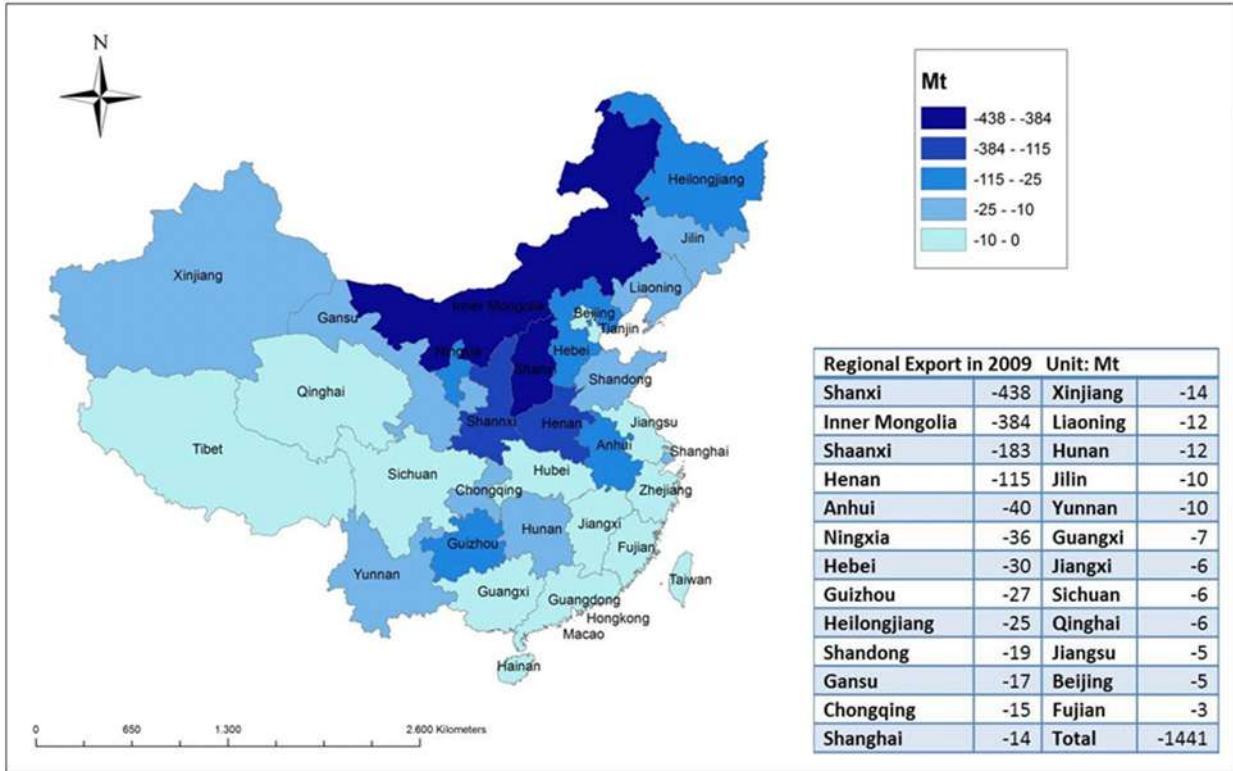 N
Mt
-438 - -384
-384 - -115
-115 - -25
-25 - -10
-10 - 0
Heilongjiang
Jilin
Xinjiang
Liaoning
Inner Mongolia
Gansu
Beijing
Tianjin
Ningxia
Hebei
Shanxi
Shandong
Qinghai
Shannxi
Henan
Jiangsu
Anhui
Shanghai
Tibet
Sichuan
Hubei
Chongqing
Zhejiang
Hunan
Jiangxi
Guizhou
Fujian
Yunnan
Taiwan
Guangxi
Guangdong
Hongkong
Macao
Hainan
0 650 1.300 2.600 Kilometers
Regional Export in 2009 Unit: Mt
Shanxi -438 Xinjiang -14
Inner Mongolia -384 Liaoning -12
Shaanxi -183 Hunan -12
Henan -115 Jilin -10
Anhui -40 Yunnan -10
Ningxia -36 Guangxi -7
Hebei -30 Jiangxi -6
Guizhou -27 Sichuan -6
Heilongjiang -25 Qinghai -6
Shandong -19 Jiangsu -5
Gansu -17 Beijing -5
Chongqing -15 Fujian -3
Shanghai -14 Total -1441